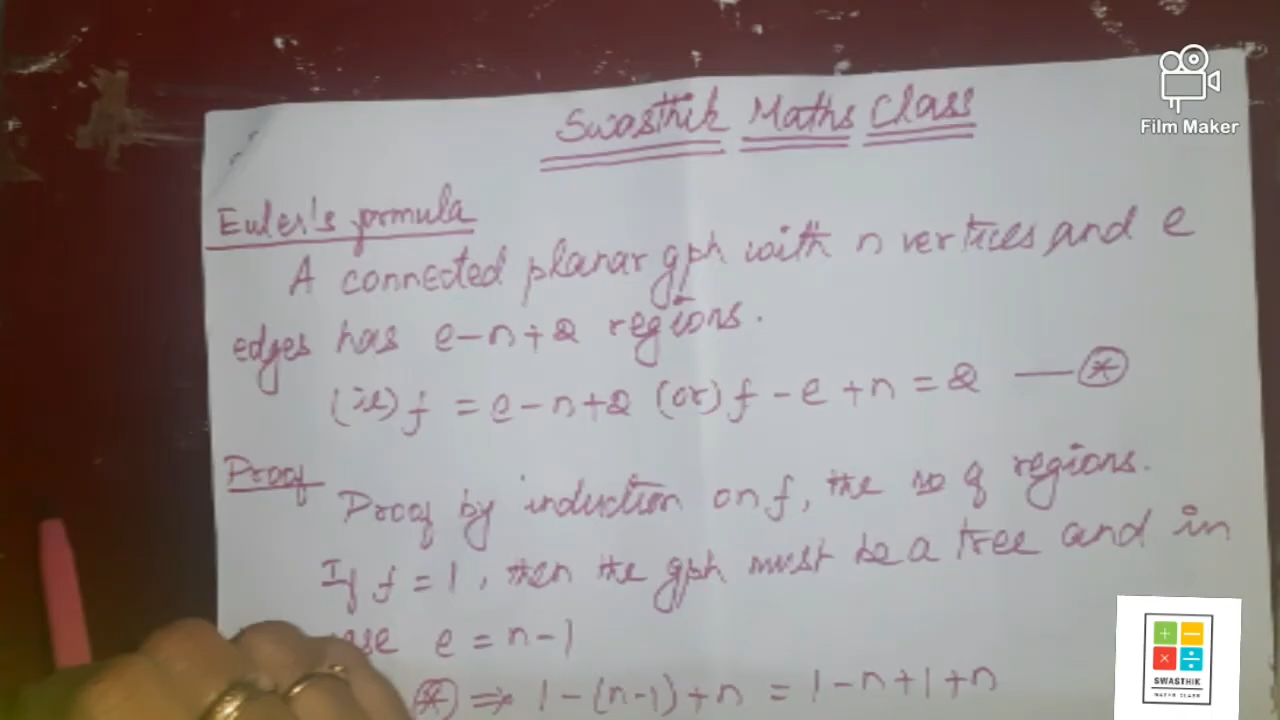 Swasthik Maths Class
Film Maker
Euler's formula
A connected planar gph with n vertices and e
edges has e-n+2 regions.
(ie) f = e-n+2 (or) f-e+n = 2 — (*)
Proof
Proof by induction on f, the no of regions.
If f = 1, then the gph must be a tree and in
e = n-1
(*) ⇒ 1-(n-1)+n = 1-n+1+n
SWASTHIK
MATHS CLASS